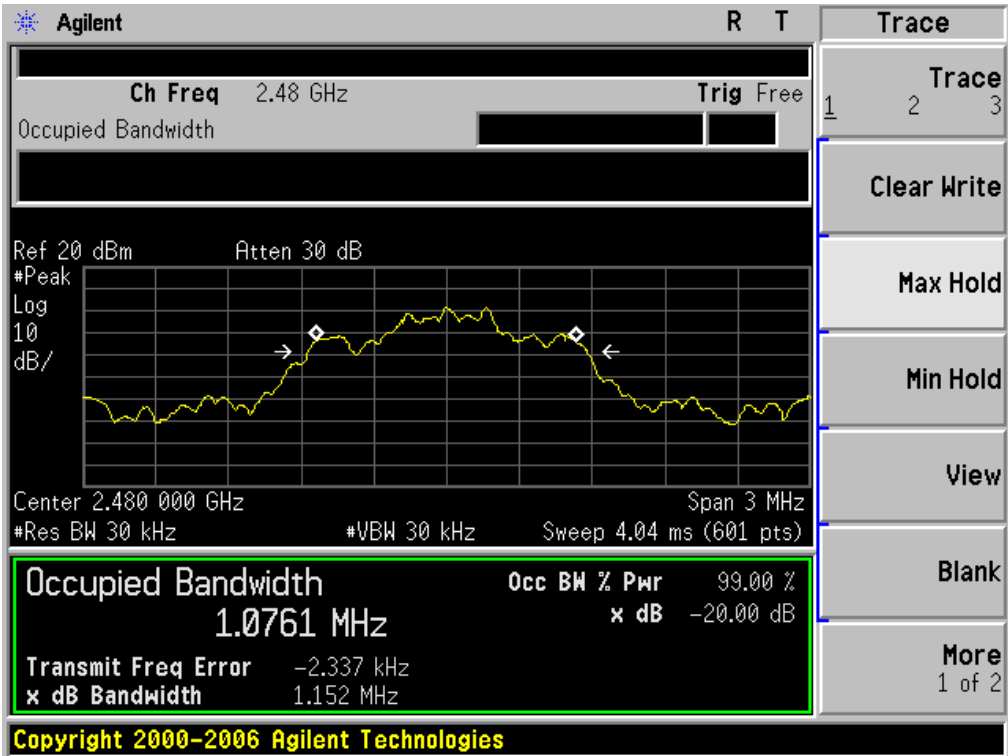 Agilent R T
Ch Freq 2.48 GHz Trig Free
Occupied Bandwidth
Ref 20 dBm Atten 30 dB
#Peak
Log
10
dB/
Center 2.480 000 GHz Span 3 MHz
#Res BW 30 kHz #VBW 30 kHz Sweep 4.04 ms (601 pts)
Occupied Bandwidth Occ BW % Pwr 99.00 %
1.0761 MHz x dB -20.00 dB
Transmit Freq Error -2.337 kHz
x dB Bandwidth 1.152 MHz
Copyright 2000-2006 Agilent Technologies
Trace
Trace
1 2 3
Clear Write
Max Hold
Min Hold
View
Blank
More
1 of 2